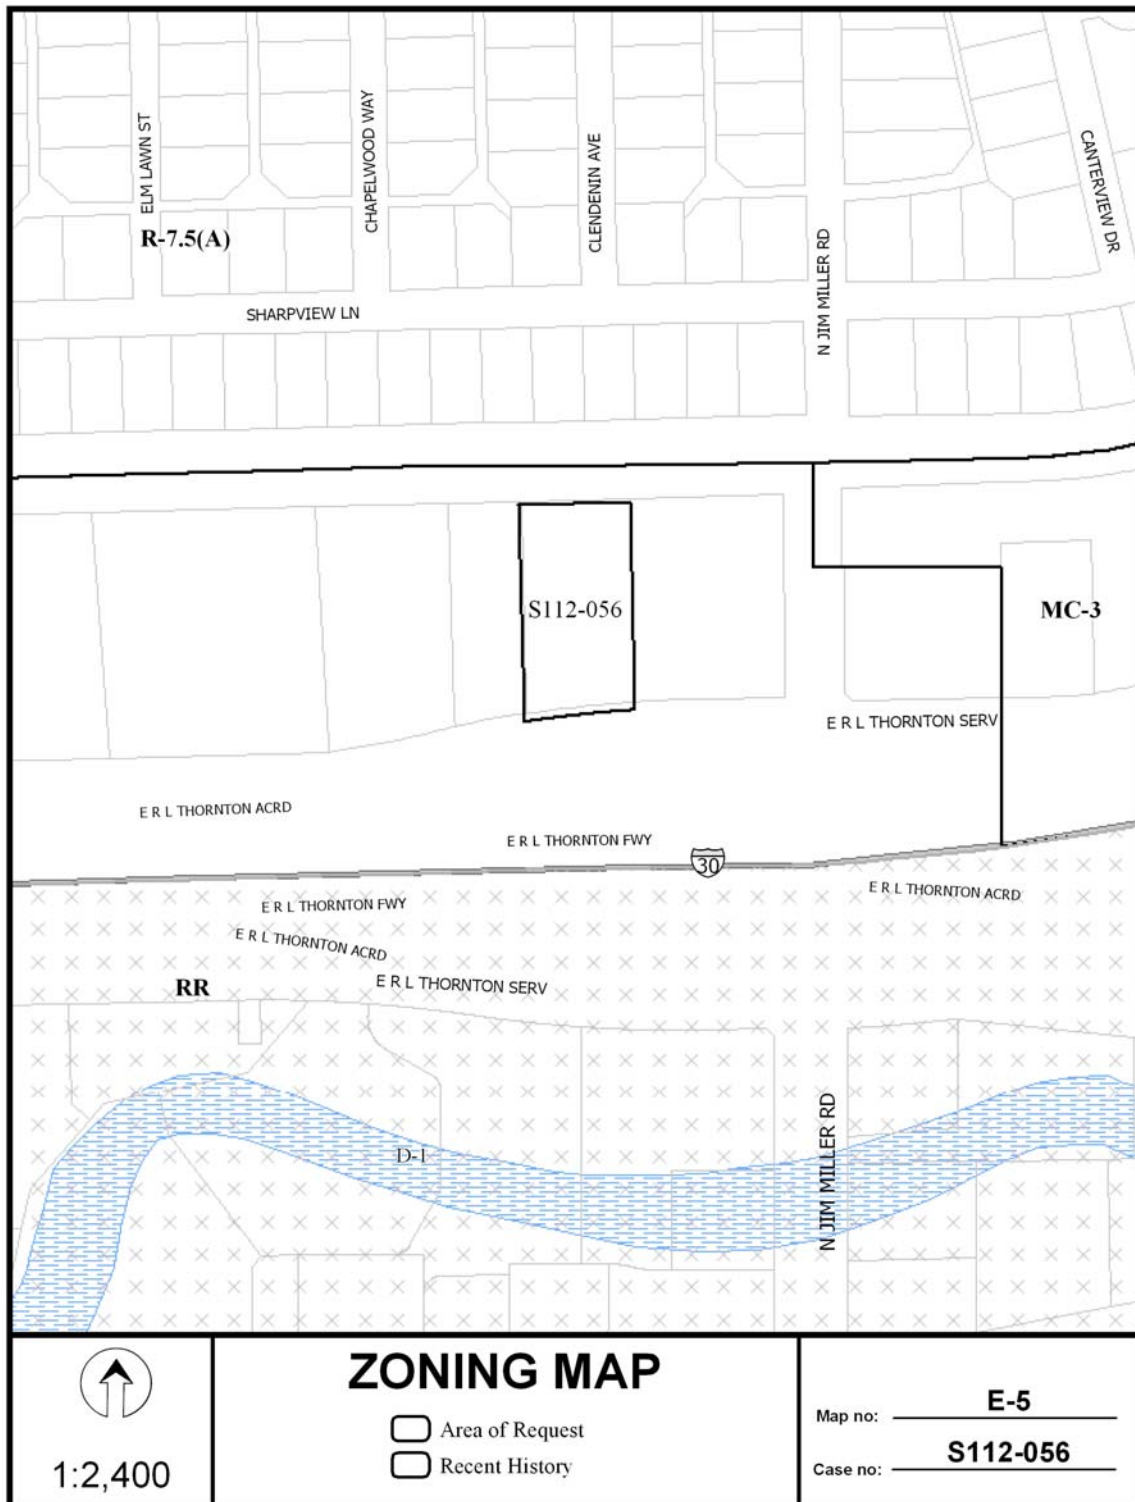 ELM LAWN ST
CHAPELWOOD WAY
CLENDENIN AVE
CANTERVIEW DR
R-7.5(A)
N JIM MILLER RD
SHARPVIEW LN
S112-056
MC-3
E R L THORNTON SERV
E R L THORNTON ACRD
E R L THORNTON FWY
30
E R L THORNTON ACRD
E R L THORNTON FWY
E R L THORNTON ACRD
RR
E R L THORNTON SERV
D-1
N JIM MILLER RD
1:2,400
ZONING MAP
Area of Request
Recent History
Map no: E-5
Case no: S112-056